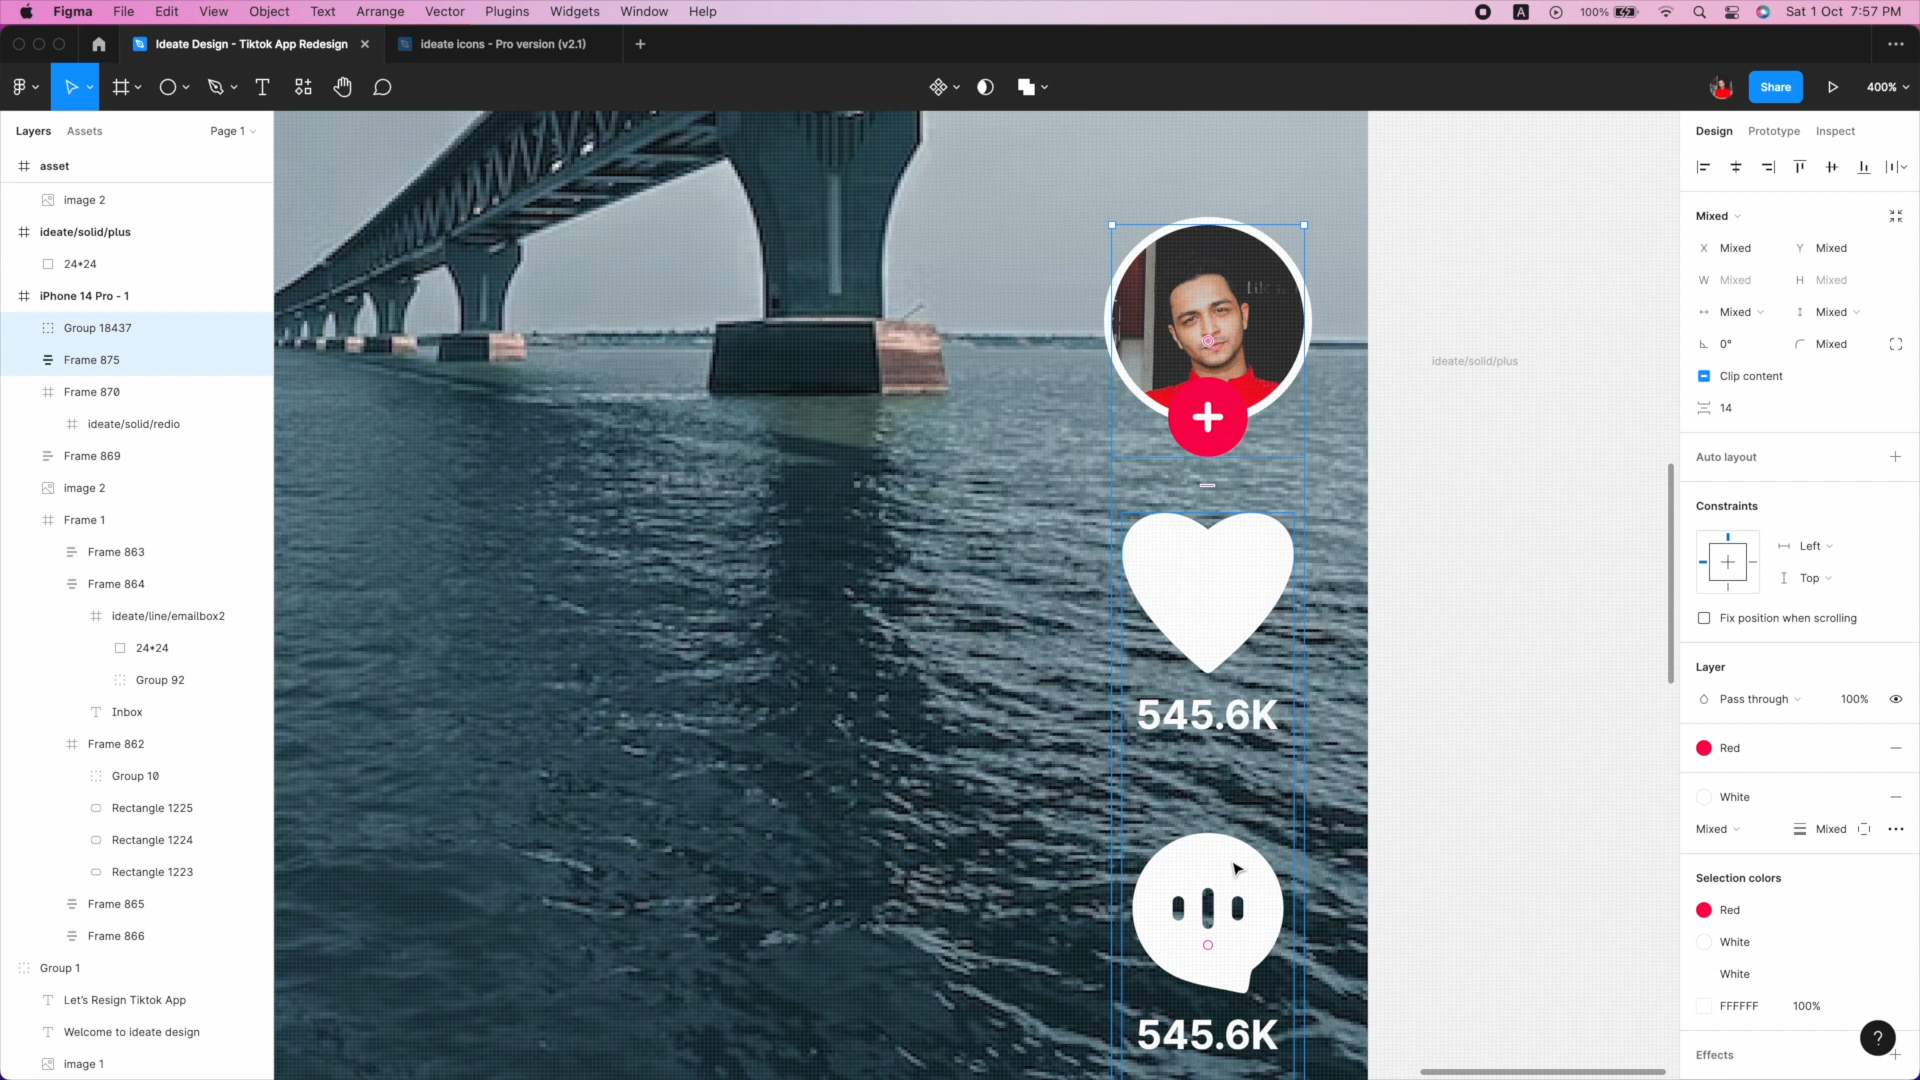 Figma File Edit View Object Text Arrange Vector Plugins Widgets Window Help A 100% Sat 1 Oct 7:57 PM
Ideate Design - Tiktok App Redesign ideate icons - Pro version (v2.1)
Share 400%
Layers Assets Page 1
asset
image 2
ideate/solid/plus
24*24
iPhone 14 Pro - 1
Group 18437
Frame 875
Frame 870
ideate/solid/redio
Frame 869
image 2
Frame 1
Frame 863
Frame 864
ideate/line/emailbox2
24*24
Group 92
Inbox
Frame 862
Group 10
Rectangle 1225
Rectangle 1224
Rectangle 1223
Frame 865
Frame 866
Group 1
Let's Resign Tiktok App
Welcome to ideate design
image 1
545.6K
545.6K
ideate/solid/plus
Design Prototype Inspect
Mixed
X Mixed Y Mixed
W Mixed H Mixed
Mixed Mixed
0° Mixed
Clip content
14
Auto layout
Constraints
Left
Top
Fix position when scrolling
Layer
Pass through 100%
Red
White
Mixed Mixed
Selection colors
Red
White
White
FFFFFF 100%
Effects
?